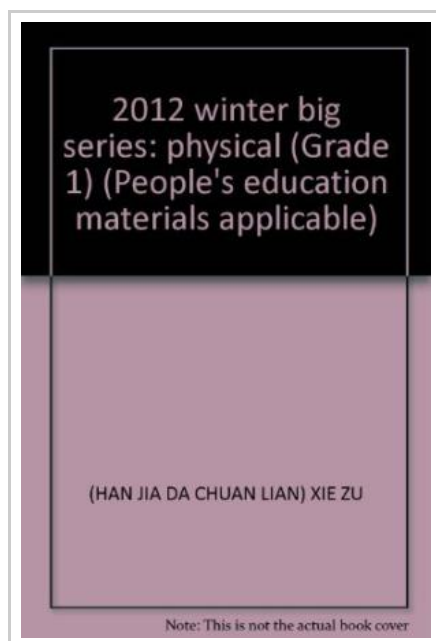 2012 winter big
series: physical (Grade
1) (People's education
materials applicable)
(HAN JIA DA CHUAN LIAN) XIE ZU
Note: This is not the actual book cover